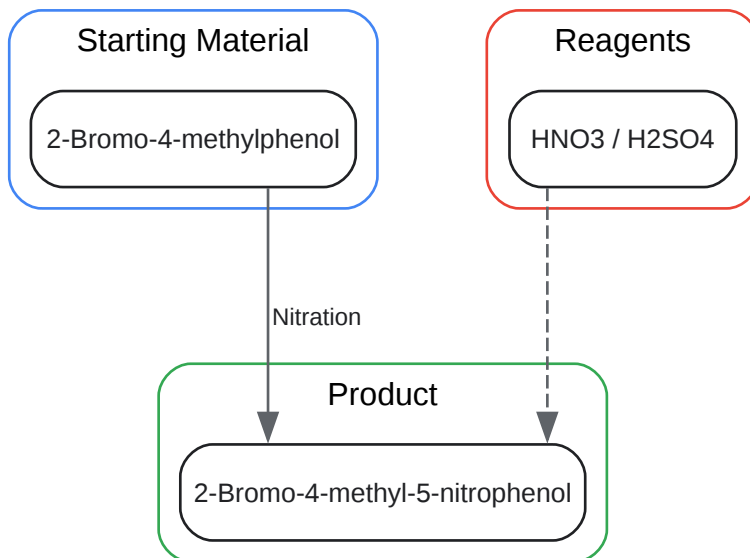 Starting Material
Reagents
2-Bromo-4-methylphenol
HNO3 / H2SO4
Nitration
Product
2-Bromo-4-methyl-5-nitrophenol